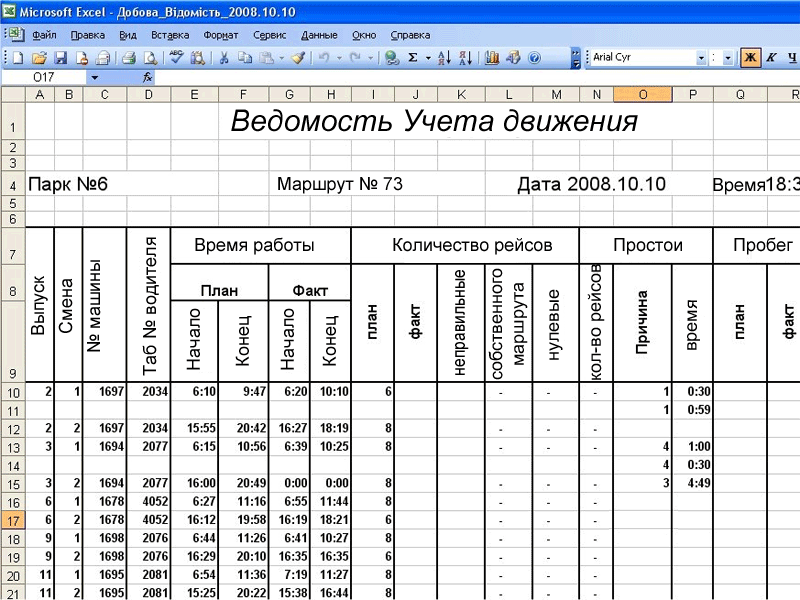 Microsoft Excel - Добова_Відомість_2008.10.10
Файл Правка Вид Вставка Формат Сервис Данные Окно Справка
Arial Cyr Ж К Ч
O17 fx
A B C D E F G H I J K L M N O P Q R
1 Ведомость Учета движения
2
3
4 Парк №6 Маршрут № 73 Дата 2008.10.10 Время18:3
5
6
7 Время работы Количество рейсов Простои Пробег
8 Выпуск Смена № машины Таб № водителя План Факт план факт неправильные собственного маршрута нулевые кол-во рейсов Причина время план факт
9 Начало Конец Начало Конец
10 2 1 1697 2034 6:10 9:47 6:20 10:10 6 - - - 1 0:30
11 1 0:59
12 2 2 1697 2034 15:55 20:42 16:27 18:19 8 - - -
13 3 1 1694 2077 6:15 10:56 6:39 10:25 8 - - - 4 1:00
14 4 0:30
15 3 2 1694 2077 16:00 20:49 0:00 0:00 8 - - - 3 4:49
16 6 1 1678 4052 6:27 11:16 6:55 11:44 8 - - -
17 6 2 1678 4052 16:12 19:58 16:19 18:21 6 - - -
18 9 1 1698 2076 6:44 11:26 6:41 10:27 8 - - -
19 9 2 1698 2076 16:29 20:10 16:35 16:35 6 - - -
20 11 1 1695 2081 6:54 11:36 7:19 11:27 8 - - -
21 11 2 1695 2081 15:25 20:22 15:38 16:44 8 - - -